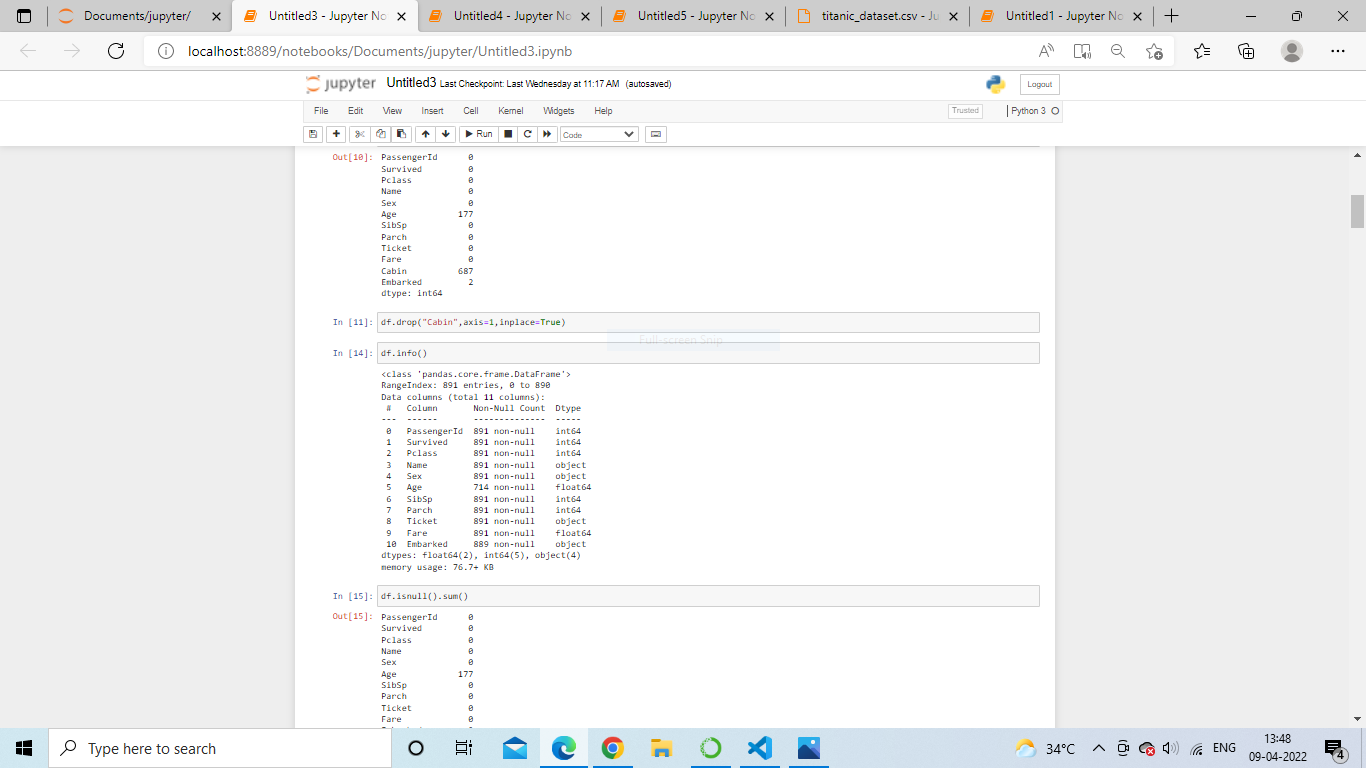 Documents/jupyter/
Untitled3 - Jupyter No
Untitled4 - Jupyter No
Untitled5 - Jupyter No
titanic_dataset.csv - Ju
Untitled1 - Jupyter No
localhost:8889/notebooks/Documents/jupyter/Untitled3.ipynb
jupyter Untitled3 Last Checkpoint: Last Wednesday at 11:17 AM (autosaved)
Logout
File Edit View Insert Cell Kernel Widgets Help
Trusted
Python 3
Run
Code
Out[10]: PassengerId 0
Survived 0
Pclass 0
Name 0
Sex 0
Age 177
SibSp 0
Parch 0
Ticket 0
Fare 0
Cabin 687
Embarked 2
dtype: int64
In [11]: df.drop("Cabin",axis=1,inplace=True)
Full-screen Snip
In [14]: df.info()
<class 'pandas.core.frame.DataFrame'>
RangeIndex: 891 entries, 0 to 890
Data columns (total 11 columns):
# Column Non-Null Count Dtype
--- ------ -------------- -----
0 PassengerId 891 non-null int64
1 Survived 891 non-null int64
2 Pclass 891 non-null int64
3 Name 891 non-null object
4 Sex 891 non-null object
5 Age 714 non-null float64
6 SibSp 891 non-null int64
7 Parch 891 non-null int64
8 Ticket 891 non-null object
9 Fare 891 non-null float64
10 Embarked 889 non-null object
dtypes: float64(2), int64(5), object(4)
memory usage: 76.7+ KB
In [15]: df.isnull().sum()
Out[15]: PassengerId 0
Survived 0
Pclass 0
Name 0
Sex 0
Age 177
SibSp 0
Parch 0
Ticket 0
Fare 0
Type here to search
34°C
ENG
13:48
09-04-2022
4